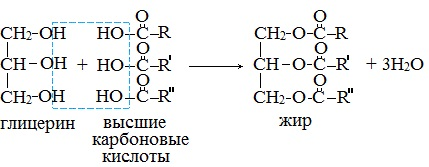 O O
CH₂-OH HO-C-R CH₂-O-C-R
O O
CH - OH + HO-C-R' → CH - O-C-R' + 3H₂O
O O
CH₂-OH HO-C-R" CH₂-O-C-R"
глицерин высшие карбоновые кислоты жир